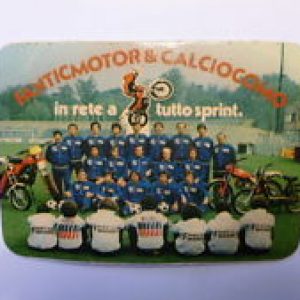 FANTICMOTOR & CALCIOCOMO
in rete a tutto sprint.